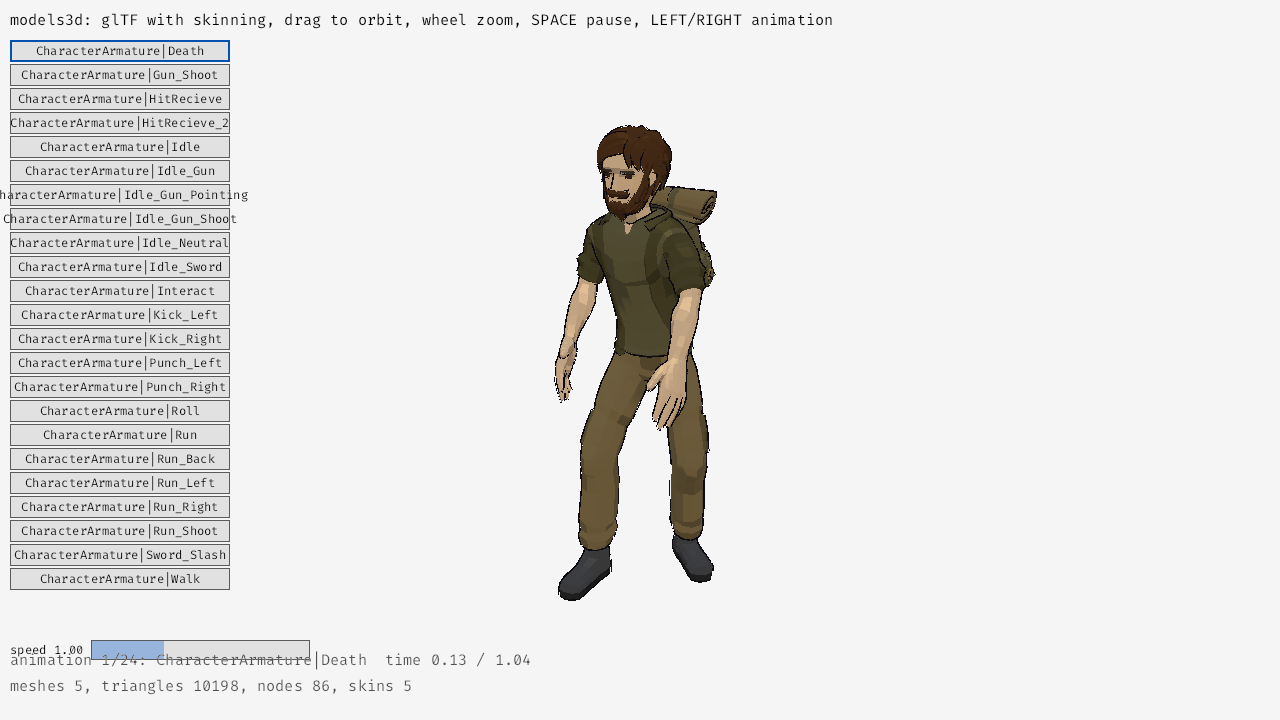 models3d: glTF with skinning, drag to orbit, wheel zoom, SPACE pause, LEFT/RIGHT animation
CharacterArmature|Death
CharacterArmature|Gun_Shoot
CharacterArmature|HitRecieve
CharacterArmature|HitRecieve_2
CharacterArmature|Idle
CharacterArmature|Idle_Gun
haracterArmature|Idle_Gun_Pointing
CharacterArmature|Idle_Gun_Shoot
CharacterArmature|Idle_Neutral
CharacterArmature|Idle_Sword
CharacterArmature|Interact
CharacterArmature|Kick_Left
CharacterArmature|Kick_Right
CharacterArmature|Punch_Left
CharacterArmature|Punch_Right
CharacterArmature|Roll
CharacterArmature|Run
CharacterArmature|Run_Back
CharacterArmature|Run_Left
CharacterArmature|Run_Right
CharacterArmature|Run_Shoot
CharacterArmature|Sword_Slash
CharacterArmature|Walk
speed 1.00
animation 1/24: CharacterArmature|Death time 0.13 / 1.04
meshes 5, triangles 10198, nodes 86, skins 5